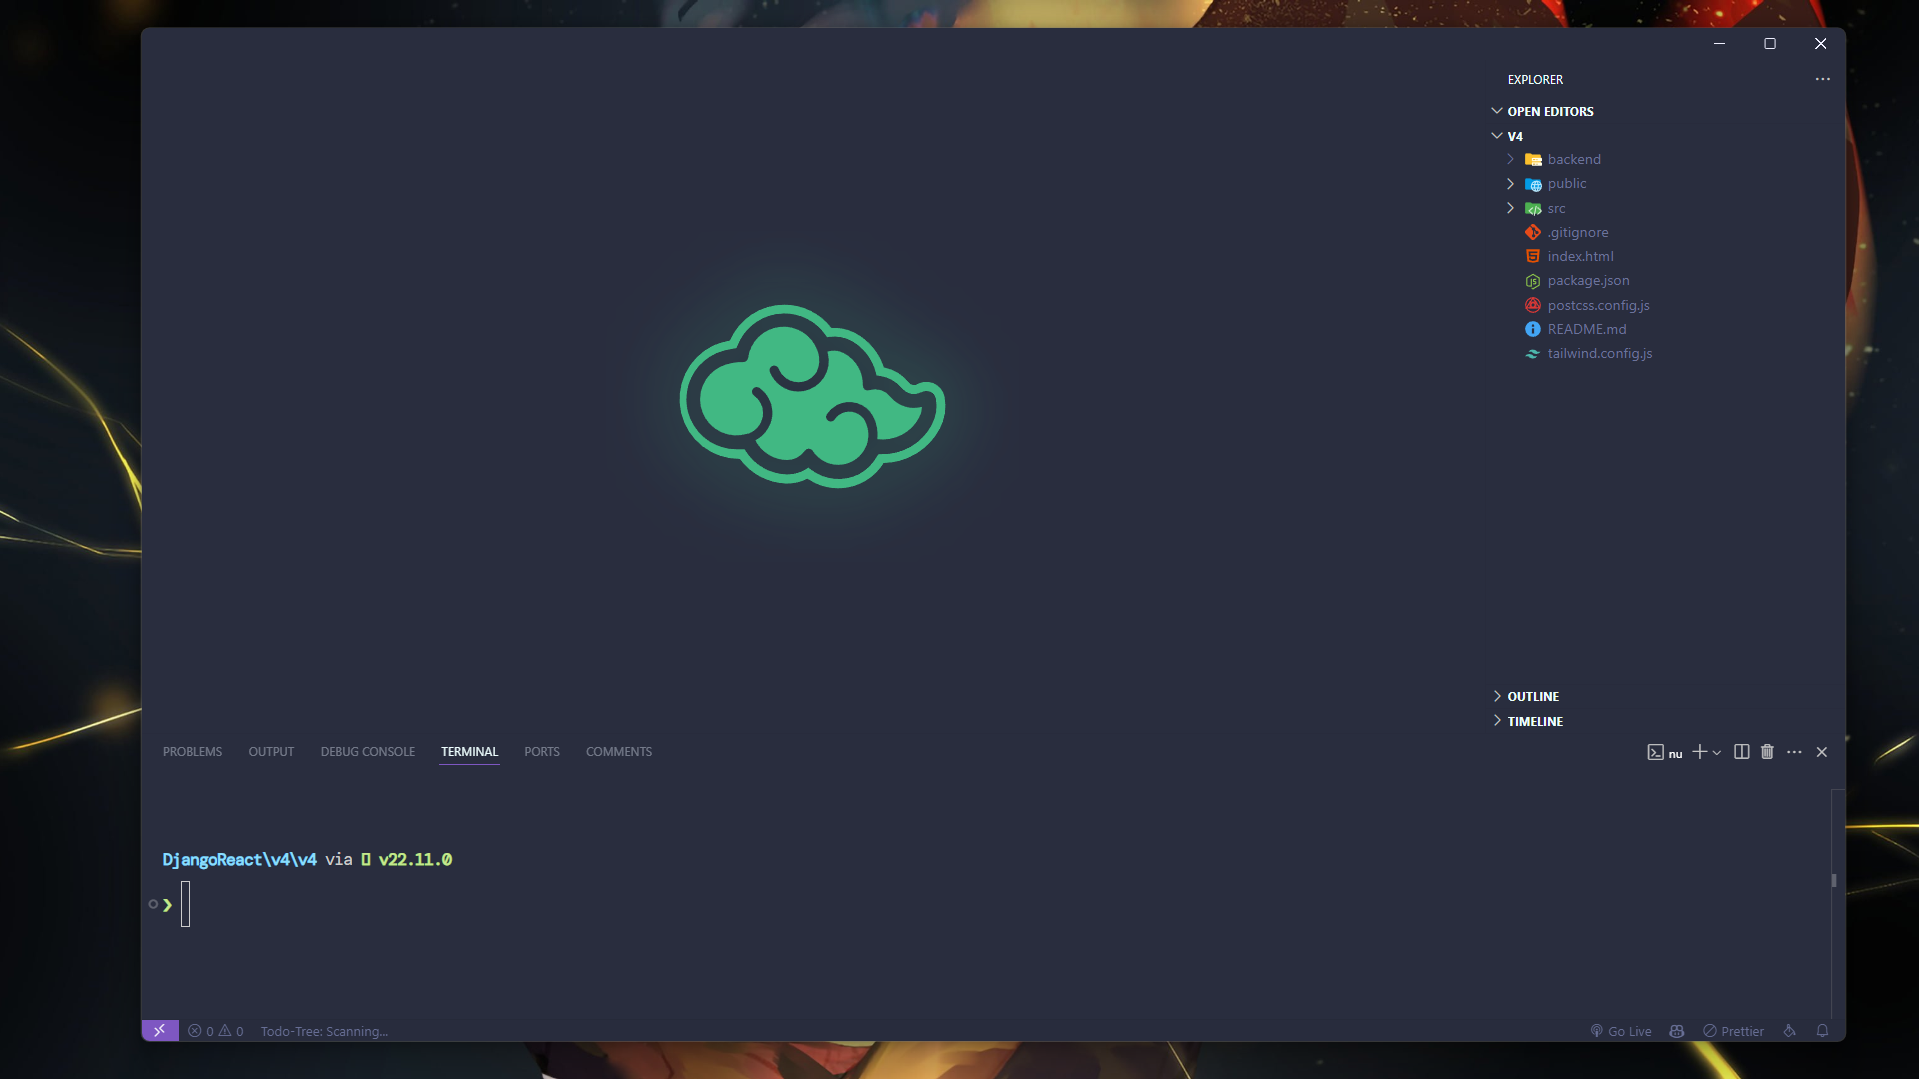 EXPLORER
OPEN EDITORS
V4
backend
public
src
.gitignore
index.html
package.json
postcss.config.js
README.md
tailwind.config.js
OUTLINE
TIMELINE
PROBLEMS OUTPUT DEBUG CONSOLE TERMINAL PORTS COMMENTS nu
DjangoReact\v4\v4 via v22.11.0
❯
0 0 Todo-Tree: Scanning... Go Live Prettier